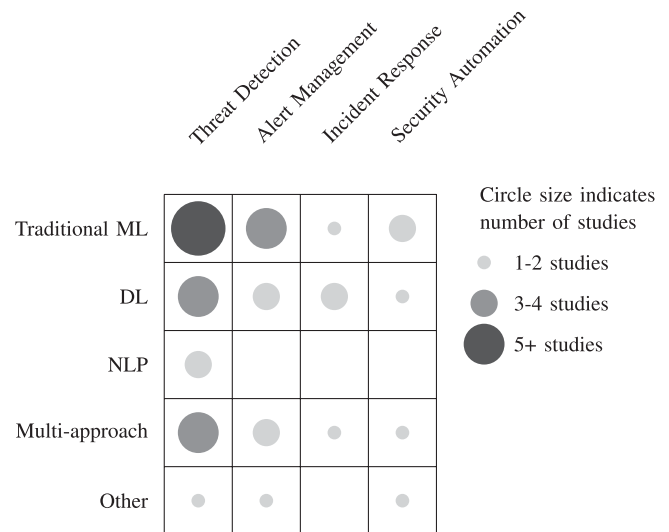 Threat Detection
Alert Management
Incident Response
Security Automation
Circle size indicates
number of studies
1-2 studies
3-4 studies
5+ studies
Traditional ML
DL
NLP
Multi-approach
Other